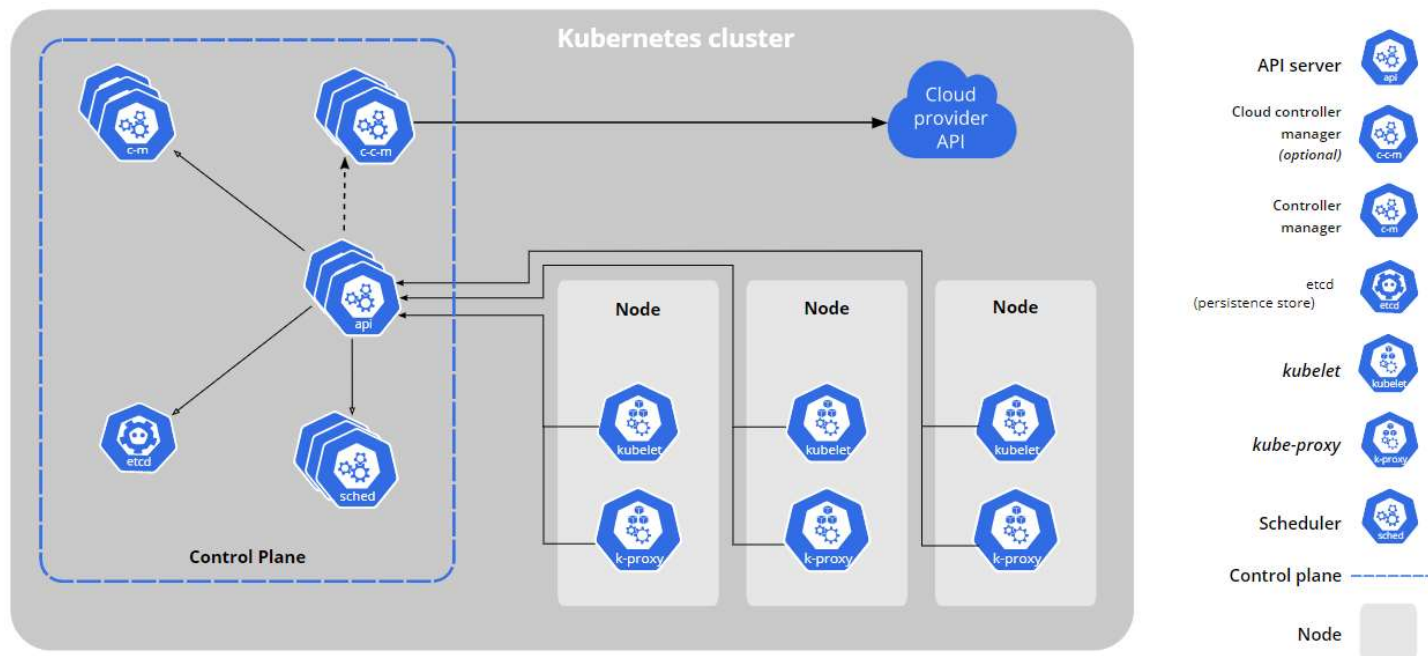 Kubernetes cluster
c-m
c-c-m
Cloud
provider
API
api
Node
Node
Node
etcd
sched
kubelet
kubelet
kubelet
k-proxy
k-proxy
k-proxy
Control Plane
API server
api
Cloud controller
manager
(optional)
c-c-m
Controller
manager
c-m
etcd
(persistence store)
etcd
kubelet
kubelet
kube-proxy
k-proxy
Scheduler
sched
Control plane
Node